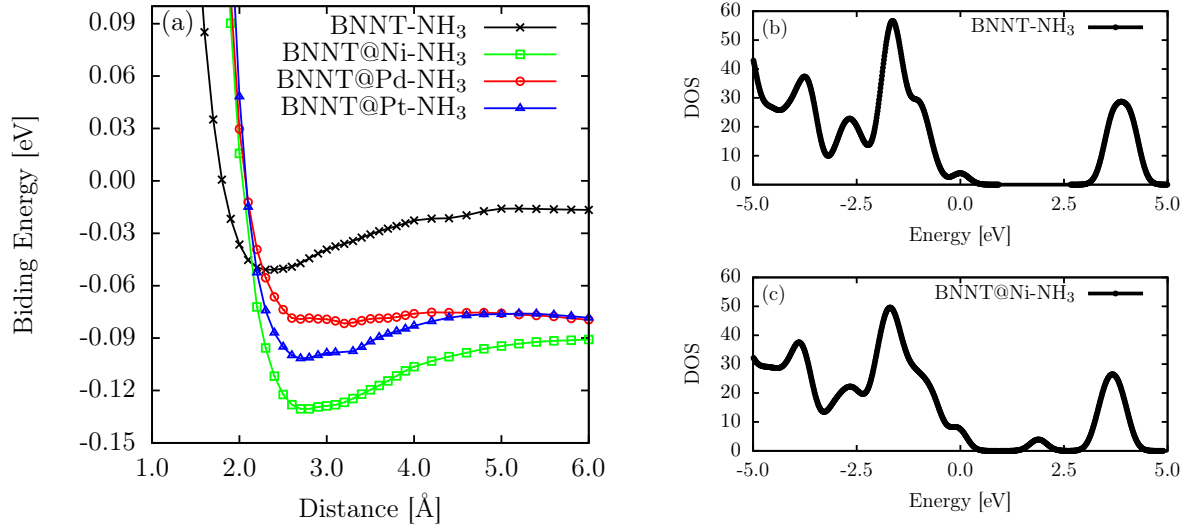 (a)
BNNT-NH₃
BNNT@Ni-NH₃
BNNT@Pd-NH₃
BNNT@Pt-NH₃
0.09
0.06
0.03
0.00
-0.03
-0.06
-0.09
-0.12
-0.15
Biding Energy [eV]
1.0 2.0 3.0 4.0 5.0 6.0
Distance [Å]
(b)
BNNT-NH₃
60
50
40
30
20
10
0
DOS
-5.0 -2.5 0.0 2.5 5.0
Energy [eV]
(c)
BNNT@Ni-NH₃
60
50
40
30
20
10
0
DOS
-5.0 -2.5 0.0 2.5 5.0
Energy [eV]